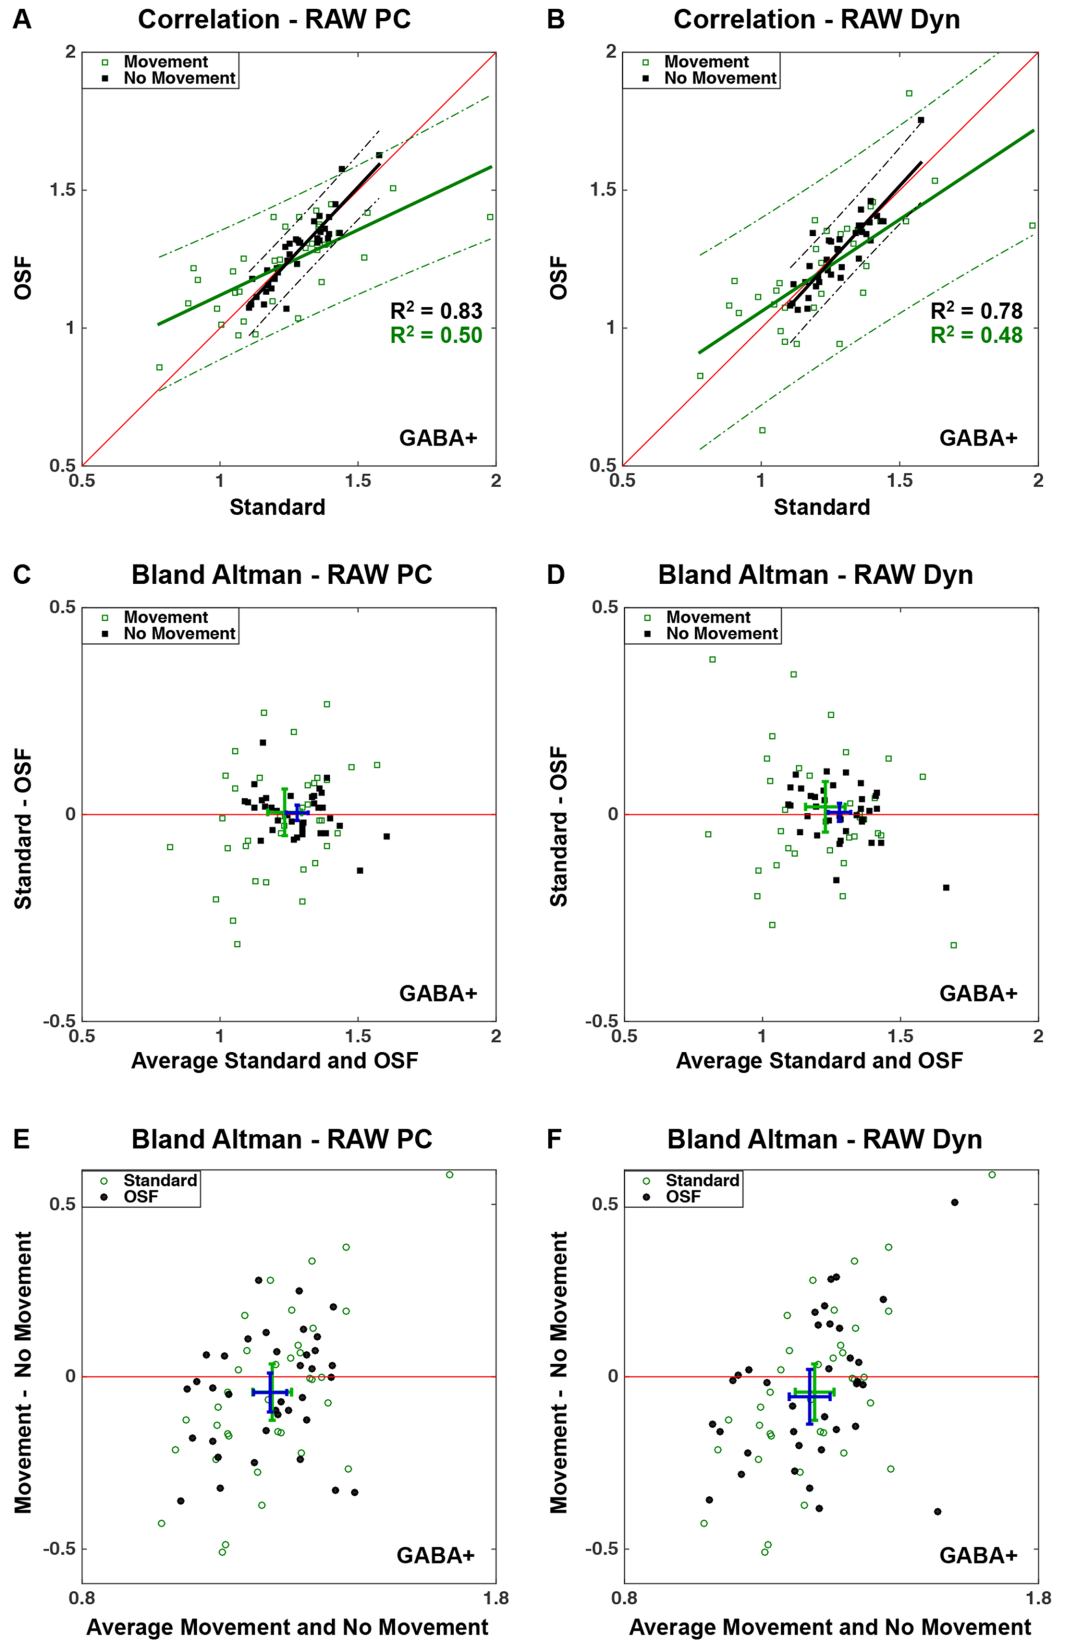 A
Correlation - RAW PC
2
Movement
No Movement
1.5
OSF
1
R² = 0.83
R² = 0.50
GABA+
0.5
0.5
1
1.5
2
Standard
B
Correlation - RAW Dyn
2
Movement
No Movement
1.5
OSF
1
R² = 0.78
R² = 0.48
GABA+
0.5
0.5
1
1.5
2
Standard
C
Bland Altman - RAW PC
0.5
Movement
No Movement
Standard - OSF
0
GABA+
-0.5
0.5
1
1.5
2
Average Standard and OSF
D
Bland Altman - RAW Dyn
0.5
Movement
No Movement
Standard - OSF
0
GABA+
-0.5
0.5
1
1.5
2
Average Standard and OSF
E
Bland Altman - RAW PC
Standard
OSF
0.5
Movement - No Movement
0
-0.5
GABA+
0.8
1.8
Average Movement and No Movement
F
Bland Altman - RAW Dyn
Standard
OSF
0.5
Movement - No Movement
0
-0.5
GABA+
0.8
1.8
Average Movement and No Movement